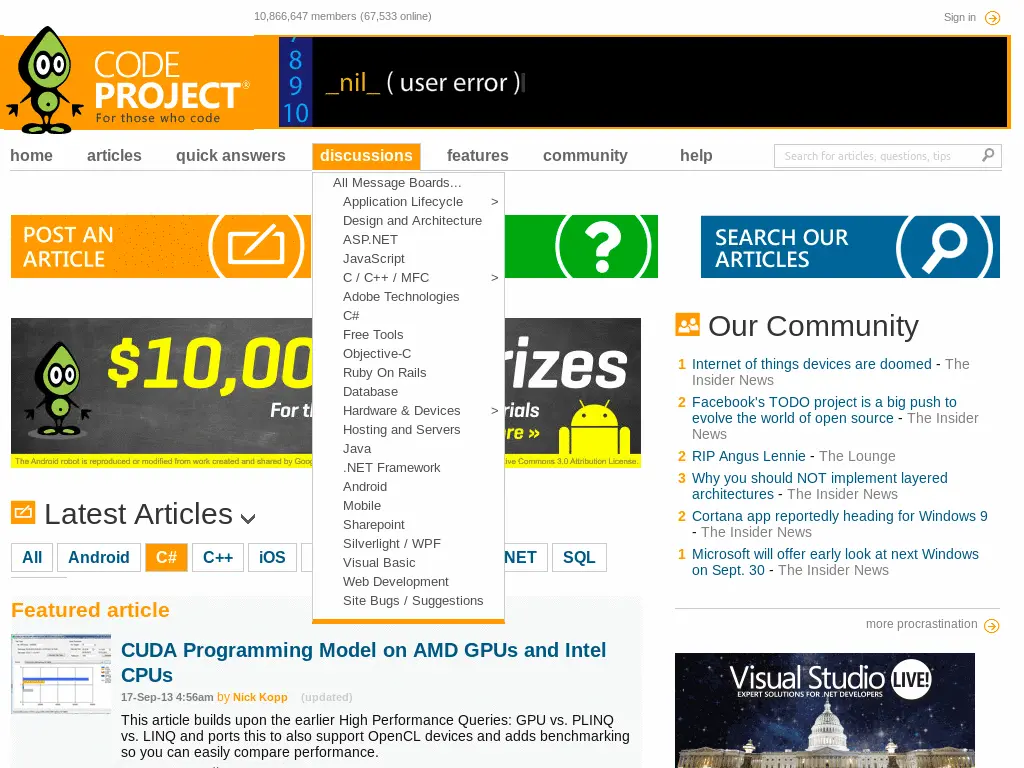 10,866,647 members (67,533 online)
Sign in
CODE
PROJECT®
For those who code
8
9
10
_nil_ ( user error )
home articles quick answers discussions features community help
Search for articles, questions, tips
All Message Boards...
Application Lifecycle >
Design and Architecture
ASP.NET
JavaScript
C / C++ / MFC >
Adobe Technologies
C#
Free Tools
Objective-C
Ruby On Rails
Database
Hardware & Devices >
Hosting and Servers
Java
.NET Framework
Android
Mobile
Sharepoint
Silverlight / WPF
Visual Basic
Web Development
Site Bugs / Suggestions
POST AN
ARTICLE
?
SEARCH OUR
ARTICLES
$10,00
rizes
For th
rials
re »
The Android robot is reproduced or modified from work created and shared by Goog
ive Commons 3.0 Attribution License.
Latest Articles
All Android C# C++ iOS NET SQL
Featured article
CUDA Programming Model on AMD GPUs and Intel
CPUs
17-Sep-13 4:56am by Nick Kopp (updated)
This article builds upon the earlier High Performance Queries: GPU vs. PLINQ
vs. LINQ and ports this to also support OpenCL devices and adds benchmarking
so you can easily compare performance.
Our Community
1 Internet of things devices are doomed - The
Insider News
2 Facebook's TODO project is a big push to
evolve the world of open source - The Insider
News
2 RIP Angus Lennie - The Lounge
3 Why you should NOT implement layered
architectures - The Insider News
2 Cortana app reportedly heading for Windows 9
- The Insider News
1 Microsoft will offer early look at next Windows
on Sept. 30 - The Insider News
more procrastination
Visual Studio LIVE!
EXPERT SOLUTIONS FOR .NET DEVELOPERS